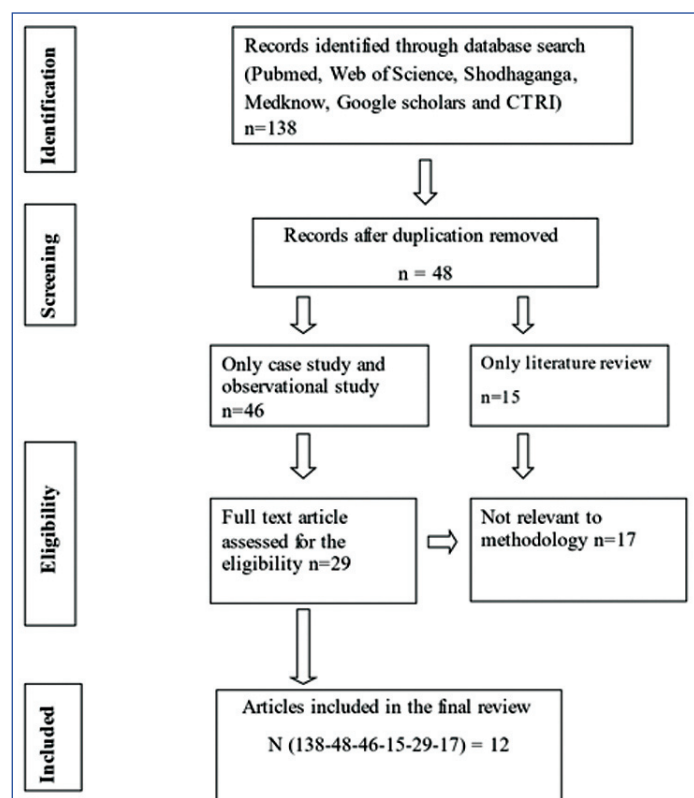 Identification
Records identified through database search
(Pubmed, Web of Science, Shodhaganga,
Medknow, Google scholars and CTRI)
n=138
Screening
Records after duplication removed
n = 48
Only case study and
observational study
n=46
Only literature review
n=15
Eligibility
Full text article
assessed for the
eligibility n=29
Not relevant to
methodology n=17
Included
Articles included in the final review
N (138-48-46-15-29-17) = 12